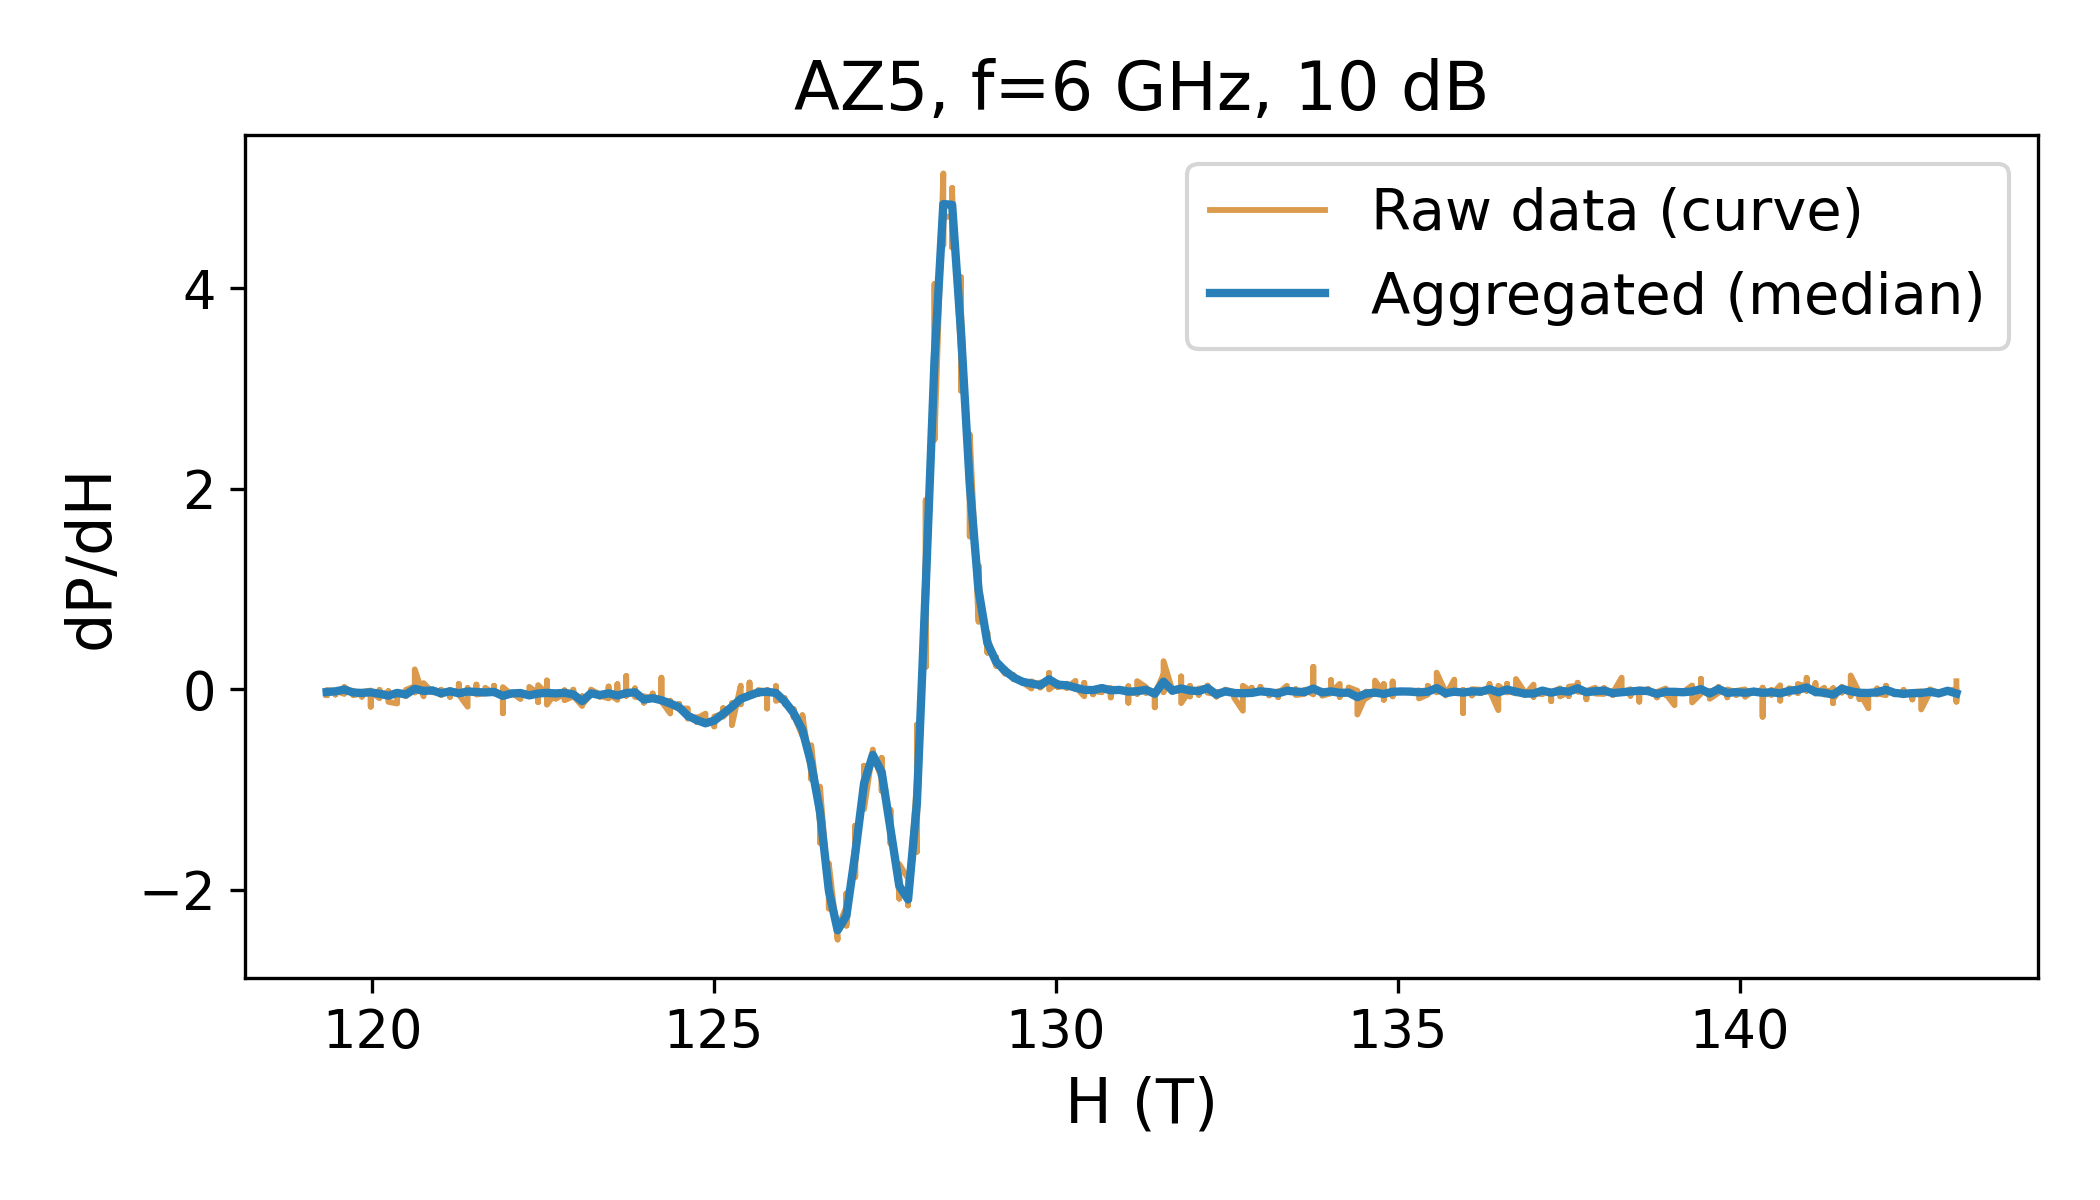 AZ5, f=6 GHz, 10 dB
Raw data (curve)
Aggregated (median)
dP/dH
4
2
0
−2
120
125
130
135
140
H (T)